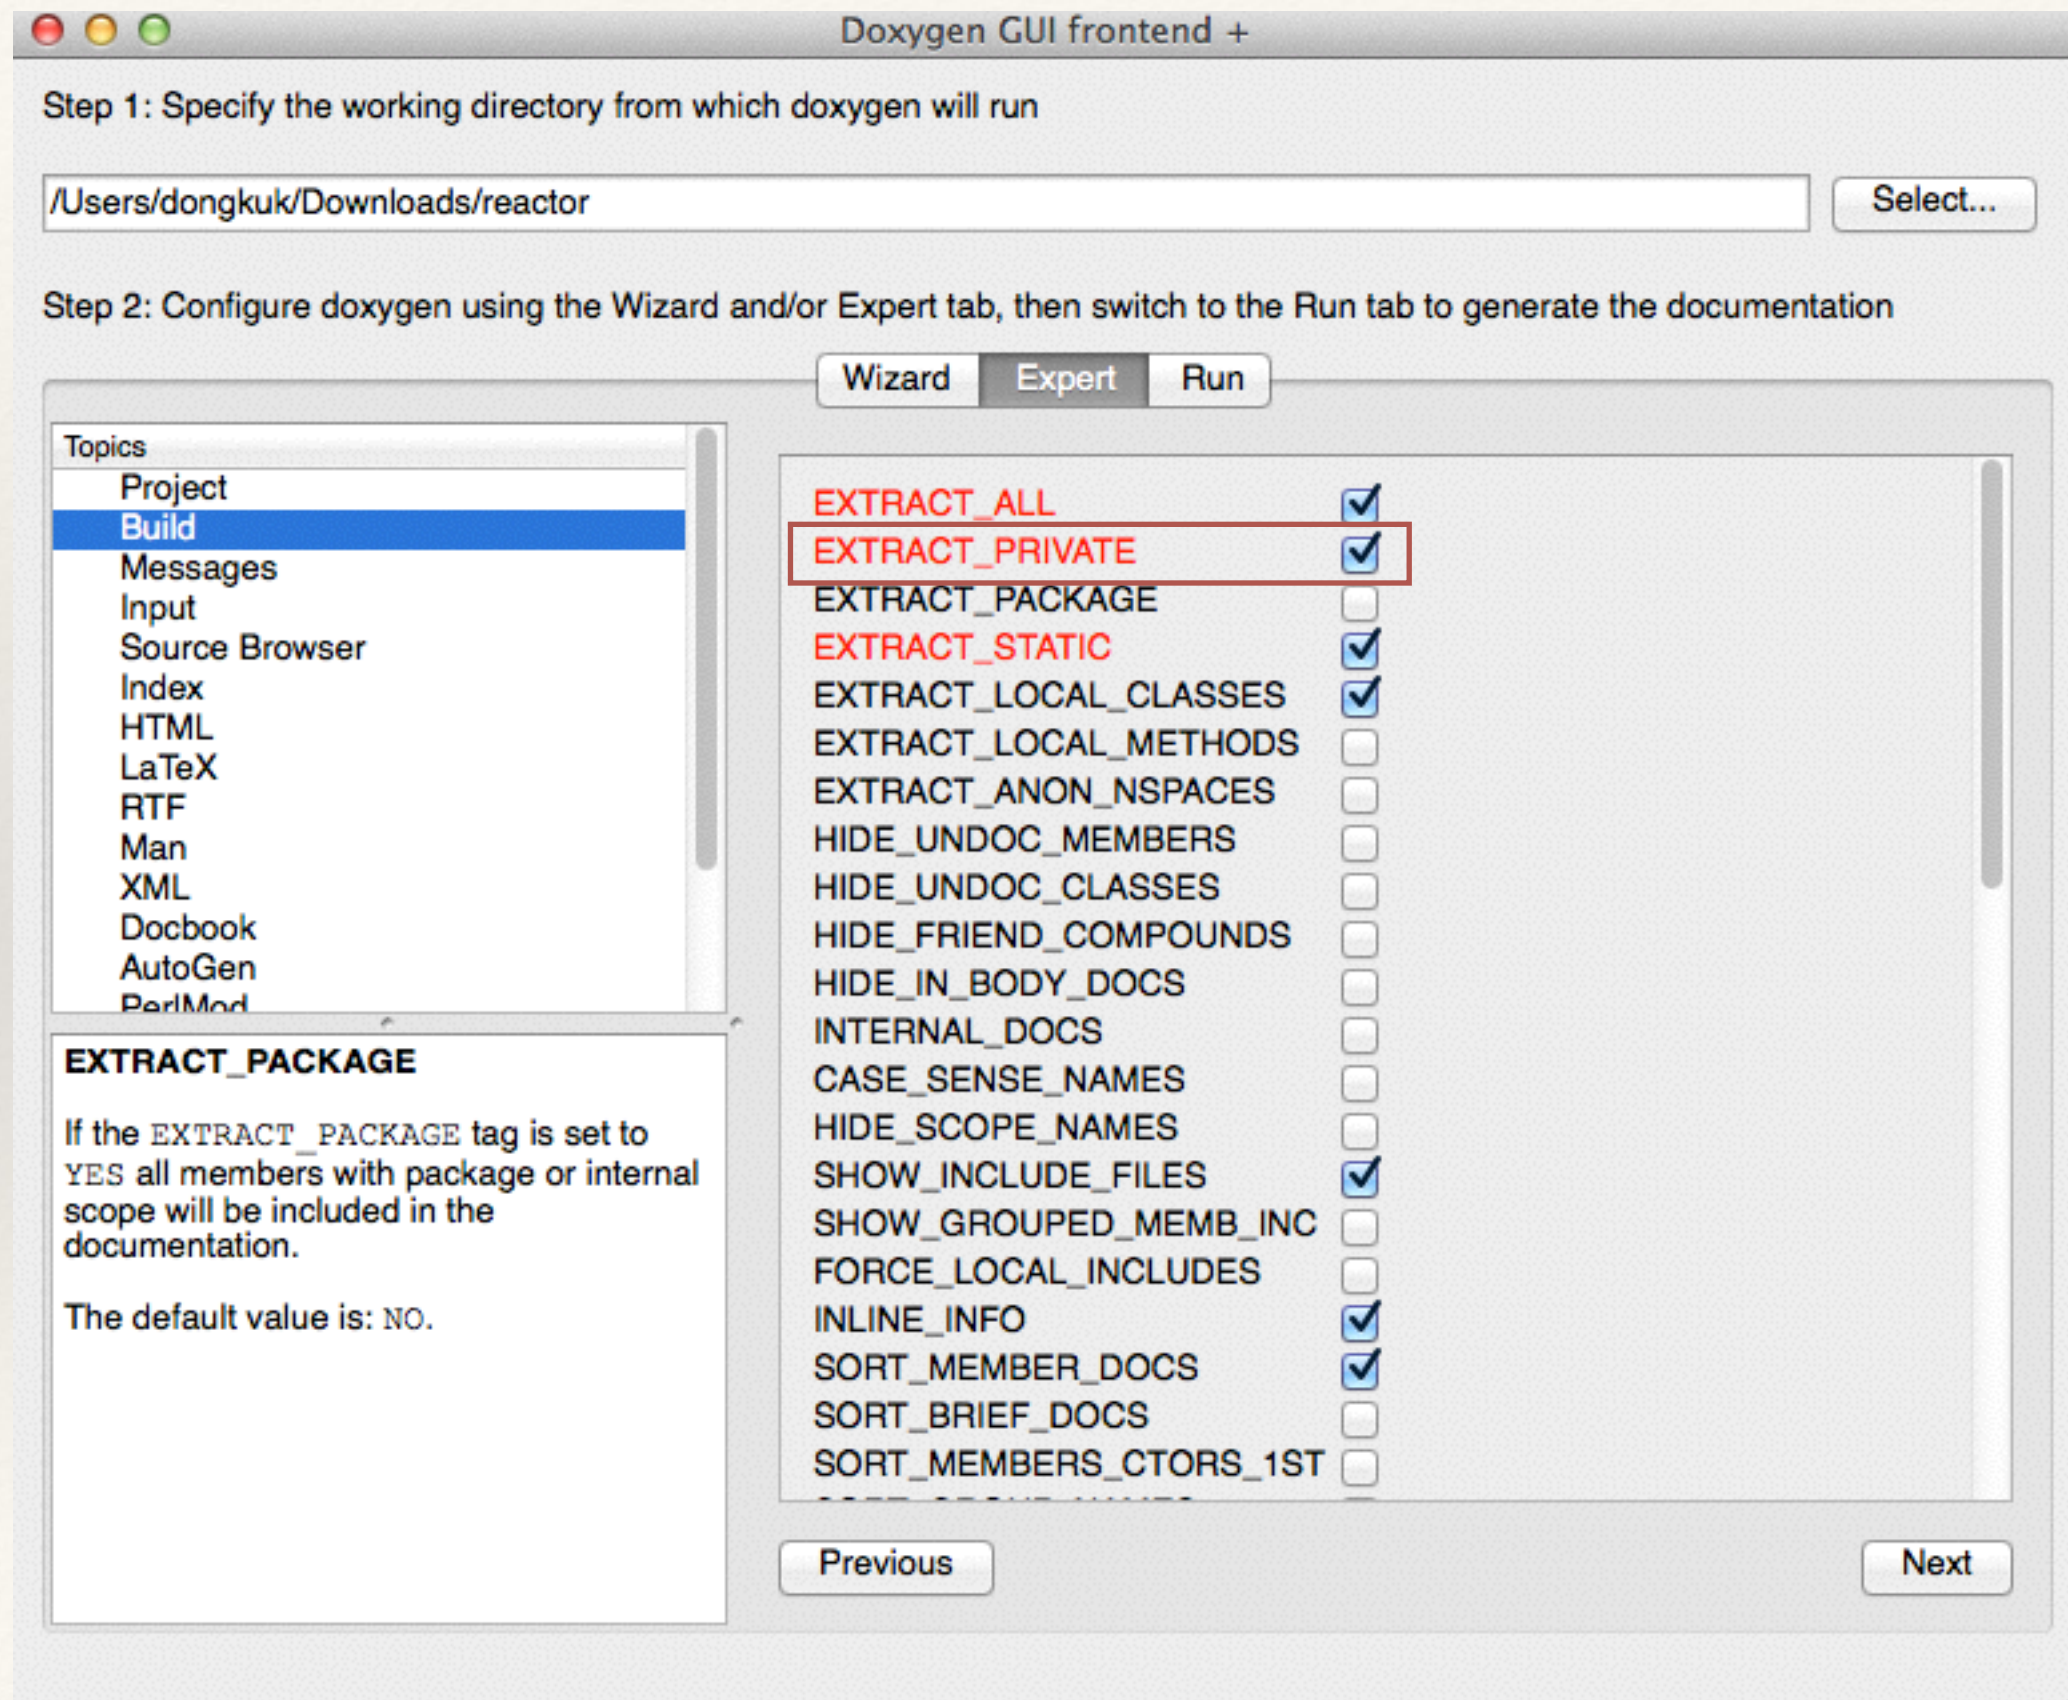 Doxygen GUI frontend +
Step 1: Specify the working directory from which doxygen will run
/Users/dongkuk/Downloads/reactor
Select...
Step 2: Configure doxygen using the Wizard and/or Expert tab, then switch to the Run tab to generate the documentation
Wizard Expert Run
Topics
Project
Build
Messages
Input
Source Browser
Index
HTML
LaTeX
RTF
Man
XML
Docbook
AutoGen
PerlMod
EXTRACT_PACKAGE
If the EXTRACT_PACKAGE tag is set to
YES all members with package or internal
scope will be included in the
documentation.
The default value is: NO.
EXTRACT_ALL
EXTRACT_PRIVATE
EXTRACT_PACKAGE
EXTRACT_STATIC
EXTRACT_LOCAL_CLASSES
EXTRACT_LOCAL_METHODS
EXTRACT_ANON_NSPACES
HIDE_UNDOC_MEMBERS
HIDE_UNDOC_CLASSES
HIDE_FRIEND_COMPOUNDS
HIDE_IN_BODY_DOCS
INTERNAL_DOCS
CASE_SENSE_NAMES
HIDE_SCOPE_NAMES
SHOW_INCLUDE_FILES
SHOW_GROUPED_MEMB_INC
FORCE_LOCAL_INCLUDES
INLINE_INFO
SORT_MEMBER_DOCS
SORT_BRIEF_DOCS
SORT_MEMBERS_CTORS_1ST
Previous
Next